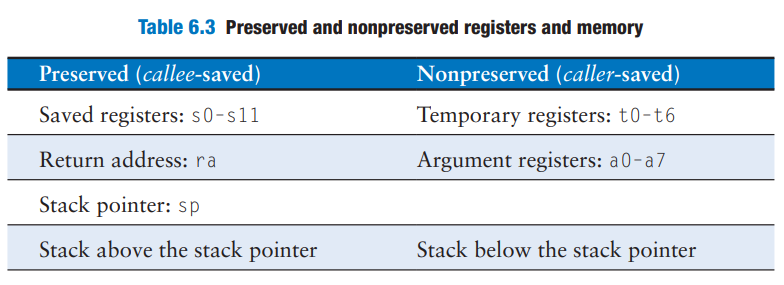 Table 6.3 Preserved and nonpreserved registers and memory
Preserved (callee-saved) Nonpreserved (caller-saved)
Saved registers: s0-s11 Temporary registers: t0-t6
Return address: ra Argument registers: a0-a7
Stack pointer: sp
Stack above the stack pointer Stack below the stack pointer